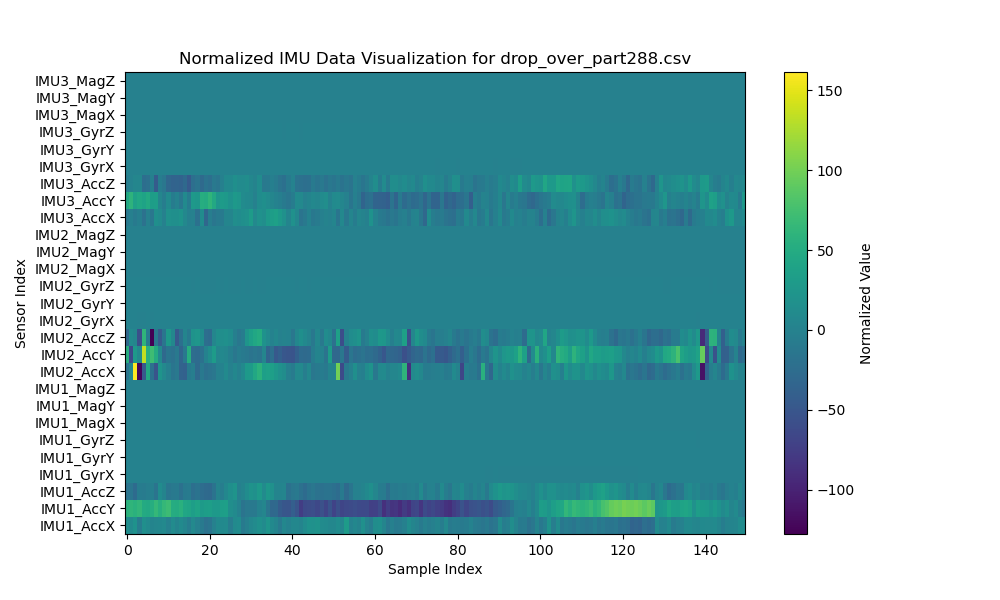 Normalized IMU Data Visualization for drop_over_part288.csv
IMU3_MagZ
IMU3_MagY
IMU3_MagX
IMU3_GyrZ
IMU3_GyrY
IMU3_GyrX
IMU3_AccZ
IMU3_AccY
IMU3_AccX
IMU2_MagZ
IMU2_MagY
IMU2_MagX
IMU2_GyrZ
IMU2_GyrY
IMU2_GyrX
IMU2_AccZ
IMU2_AccY
IMU2_AccX
IMU1_MagZ
IMU1_MagY
IMU1_MagX
IMU1_GyrZ
IMU1_GyrY
IMU1_GyrX
IMU1_AccZ
IMU1_AccY
IMU1_AccX
Sensor Index
0 20 40 60 80 100 120 140
Sample Index
150
100
50
0
−50
−100
Normalized Value